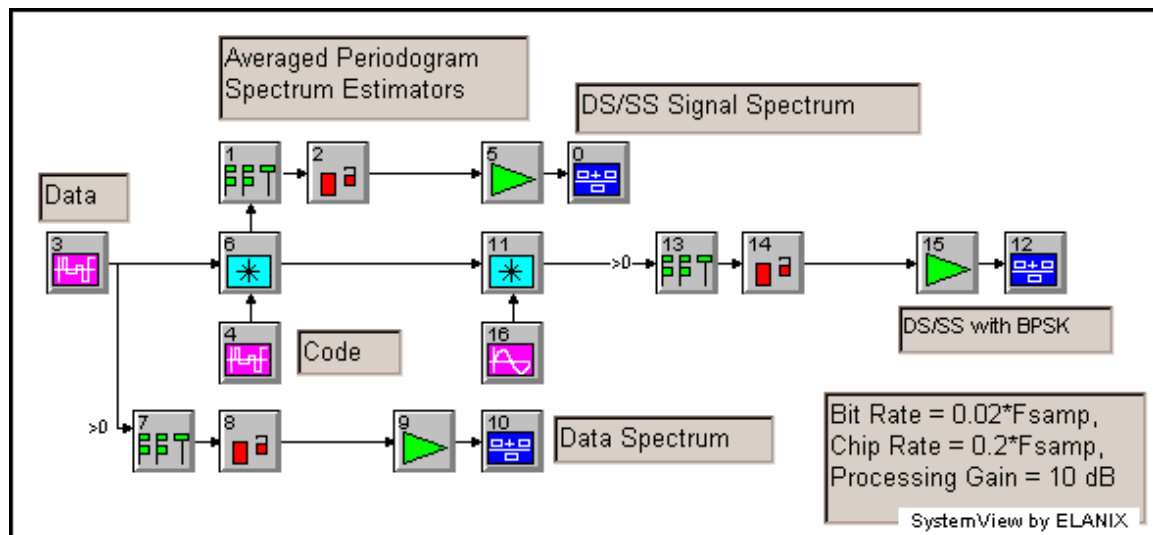 Averaged Periodogram
Spectrum Estimators
DS/SS Signal Spectrum
1
2
5
0
Data
3
6
11
>0
13
14
15
12
4
Code
16
DS/SS with BPSK
>0
7
8
9
10
Data Spectrum
Bit Rate = 0.02*Fsamp,
Chip Rate = 0.2*Fsamp,
Processing Gain = 10 dB
SystemView by ELANIX